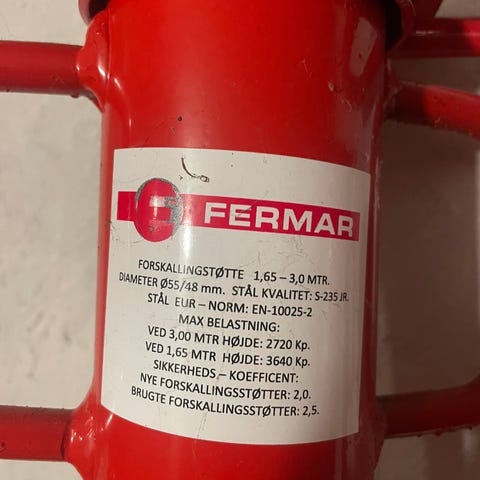 G FERMAR
FORSKALLINGSTØTTE 1,65 – 3,0 MTR.
DIAMETER Ø55/48 mm. STÅL KVALITET: S-235 JR.
STÅL EUR – NORM: EN-10025-2
MAX BELASTNING:
VED 3,00 MTR HØJDE: 2720 Kp.
VED 1,65 MTR HØJDE: 3640 Kp.
SIKKERHEDS – KOEFFICENT:
NYE FORSKALLINGSSTØTTER: 2,0.
BRUGTE FORSKALLINGSSTØTTER: 2,5.